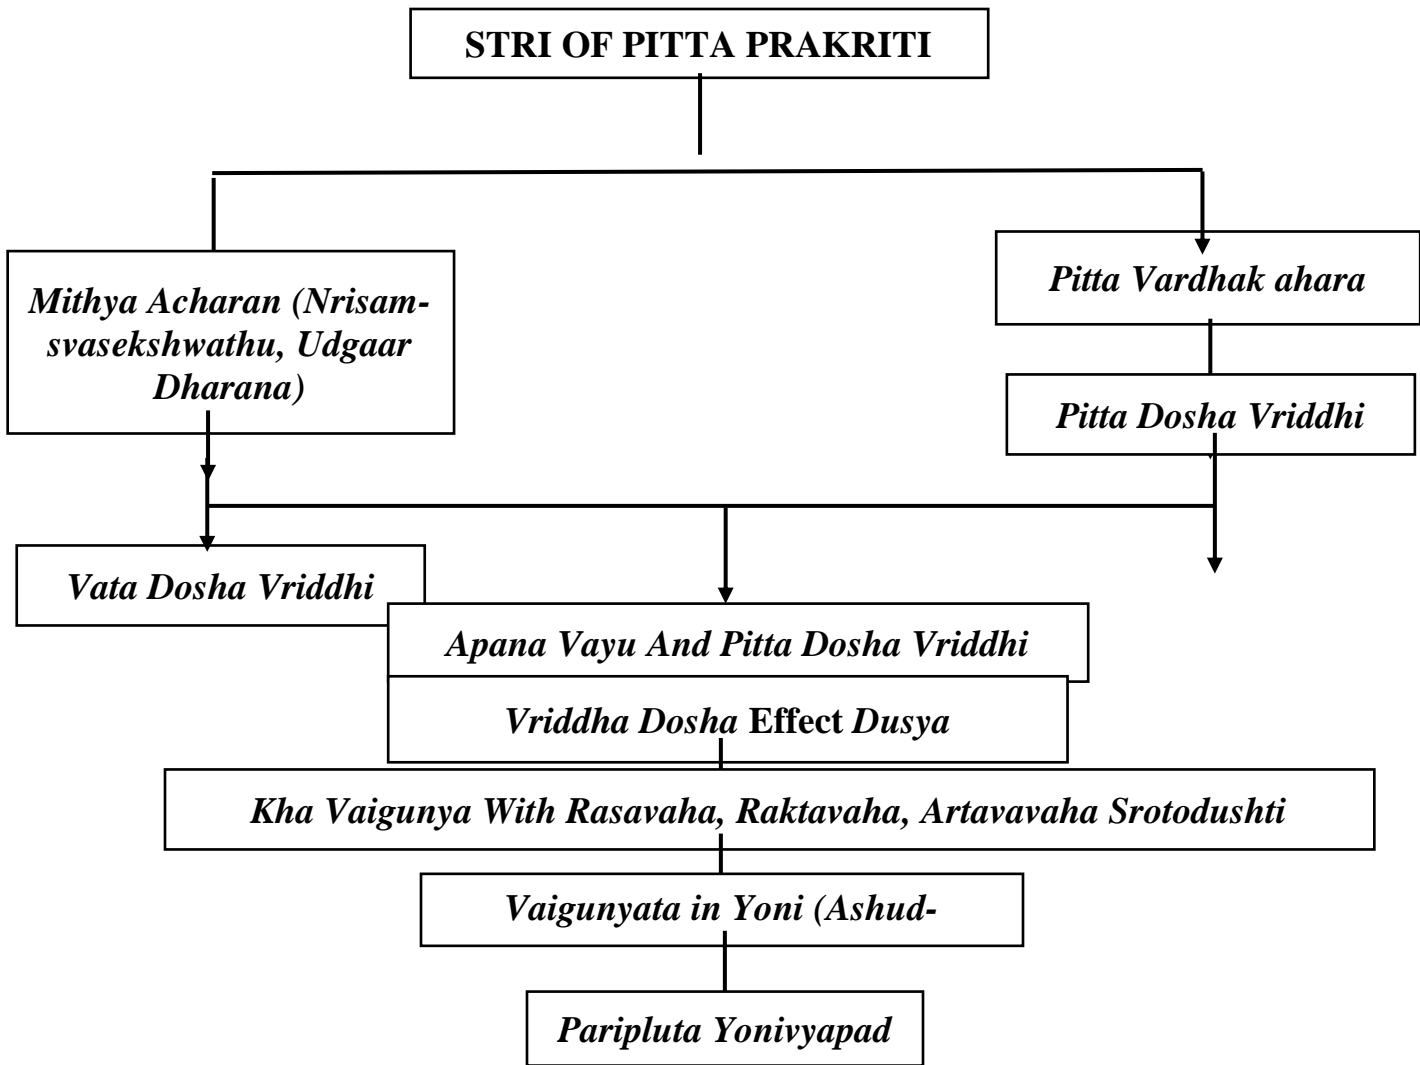 STRI OF PITTA PRAKRITI
Mithya Acharan (Nrisam-
svasekshwathu, Udgaar
Dharana)
Pitta Vardhak ahara
Pitta Dosha Vriddhi
Vata Dosha Vriddhi
Apana Vayu And Pitta Dosha Vriddhi
Vriddha Dosha Effect Dusya
Kha Vaigunya With Rasavaha, Raktavaha, Artavavaha Srotodushti
Vaigunyata in Yoni (Ashud-
Paripluta Yonivyapad